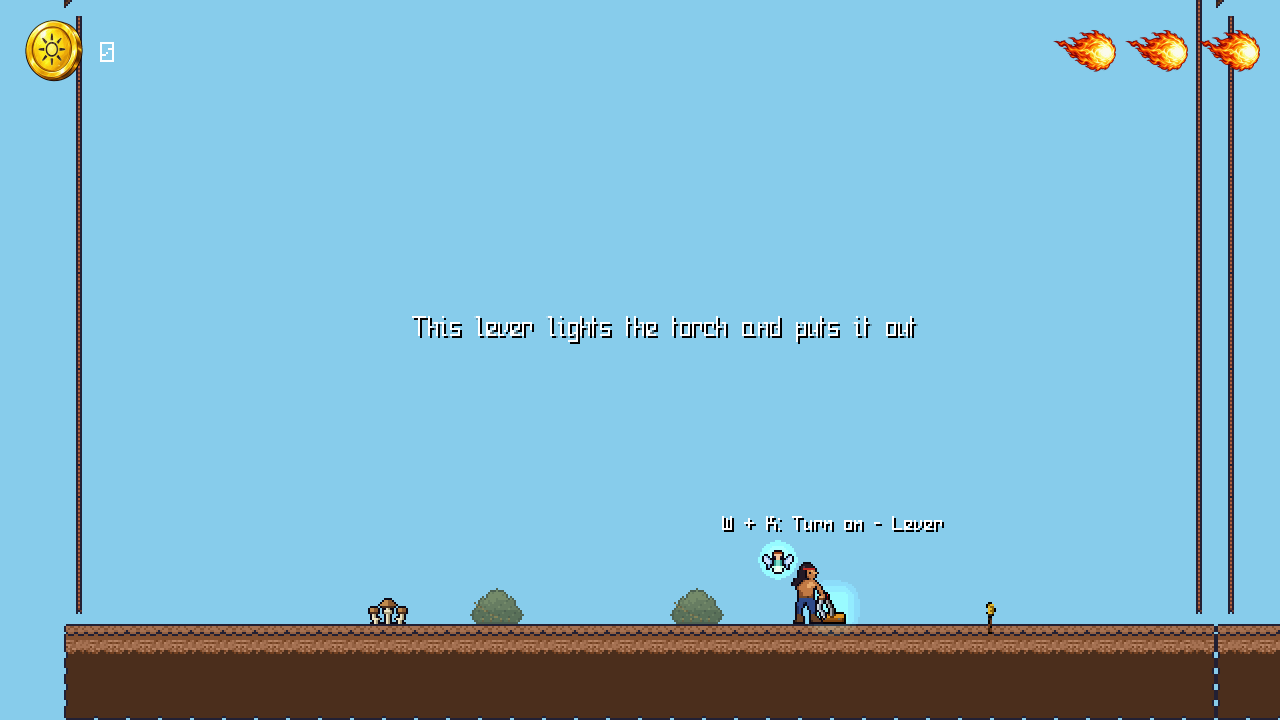 This lever lights the torch and puts it out
W + K: Turn on - Lever